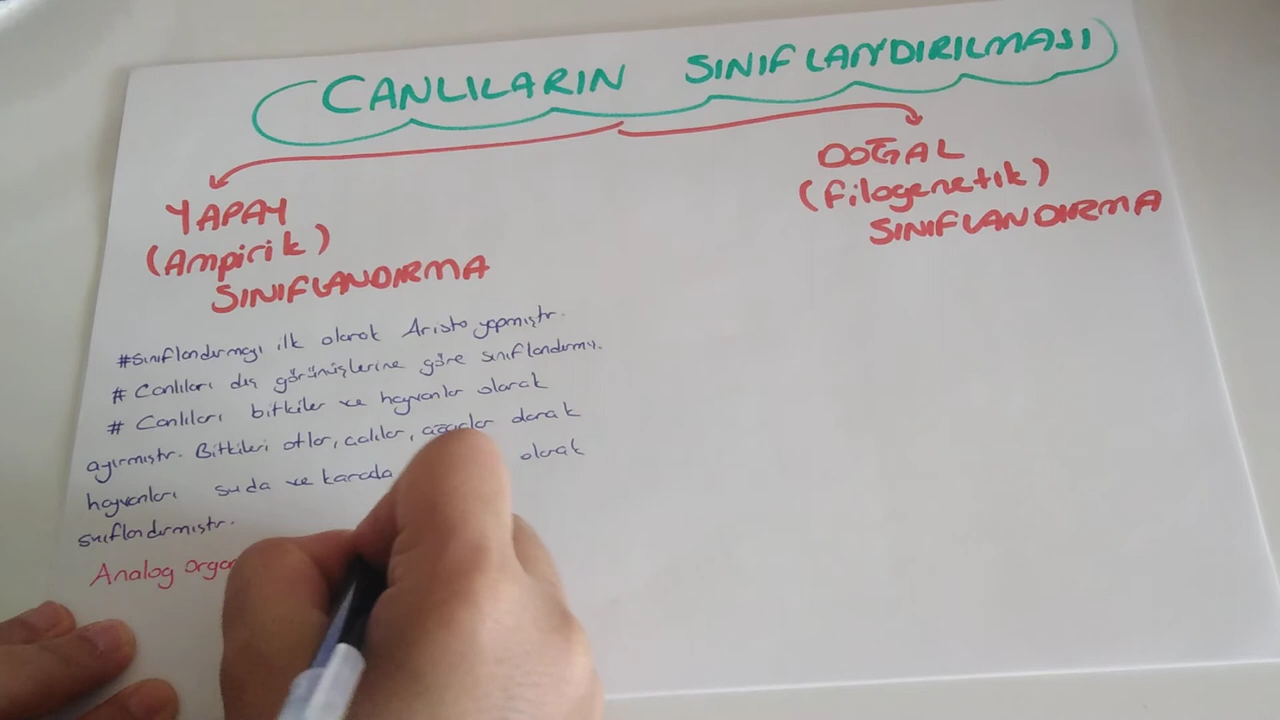 CANLILARIN SINIFLANDIRILMASI
YAPAY
(Ampirik)
SINIFLANDIRMA
DOĞAL
(filogenetik)
SINIFLANDIRMA
#Sınıflandırmayı ilk olarak Aristo yapmıştır.
# Canlıları dış görünüşlerine göre sınıflandırmış.
# Canlıları bitkiler ve hayvanlar olarak
ayırmıştır. Bitkileri otlar, çalılar, ağaçlar olarak
hayvanları suda ve karada olarak
sınıflandırmıştır.
Analog